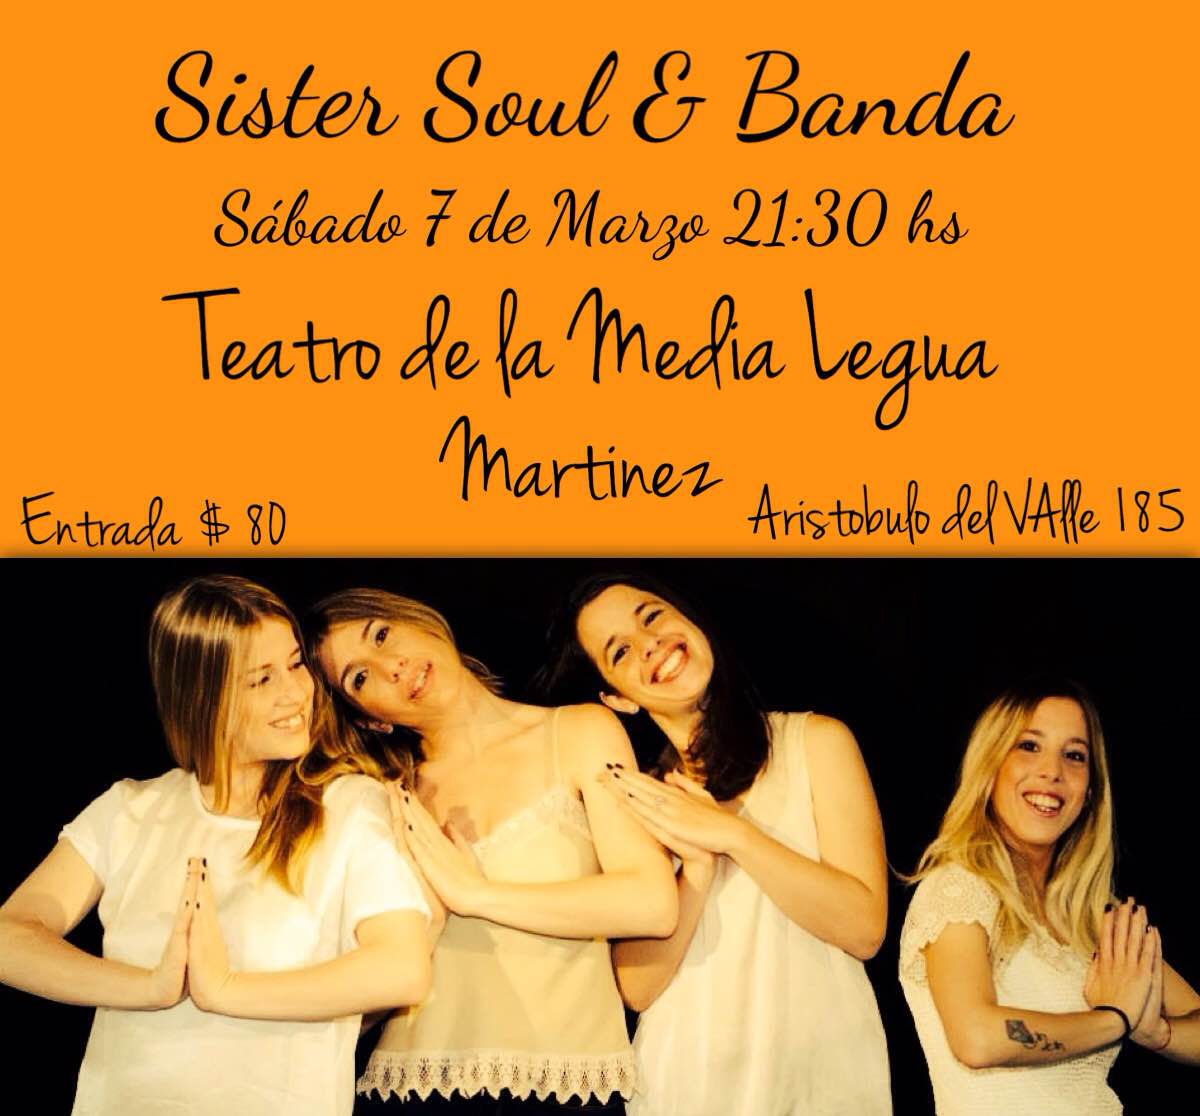 Sister Soul & Banda
Sábado 7 de Marzo 21:30 hs
Teatro de la Media Legua
Martinez
Entrada $ 80
Aristobulo del VAlle 185